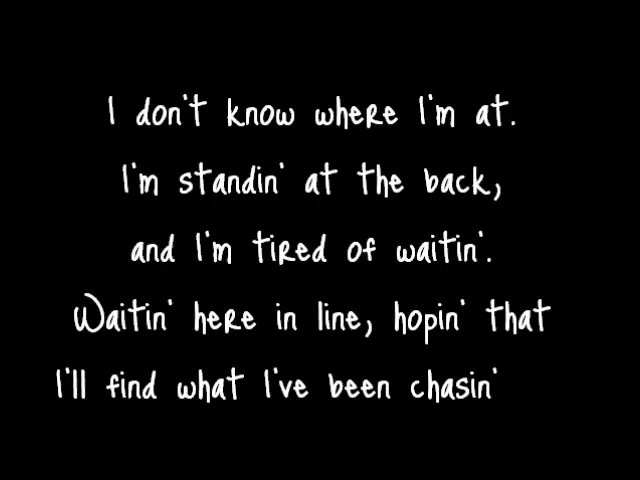 I don't know where I'm at.
I'm standin' at the back,
and I'm tired of waitin'.
Waitin' here in line, hopin' that
I'll find what I've been chasin'